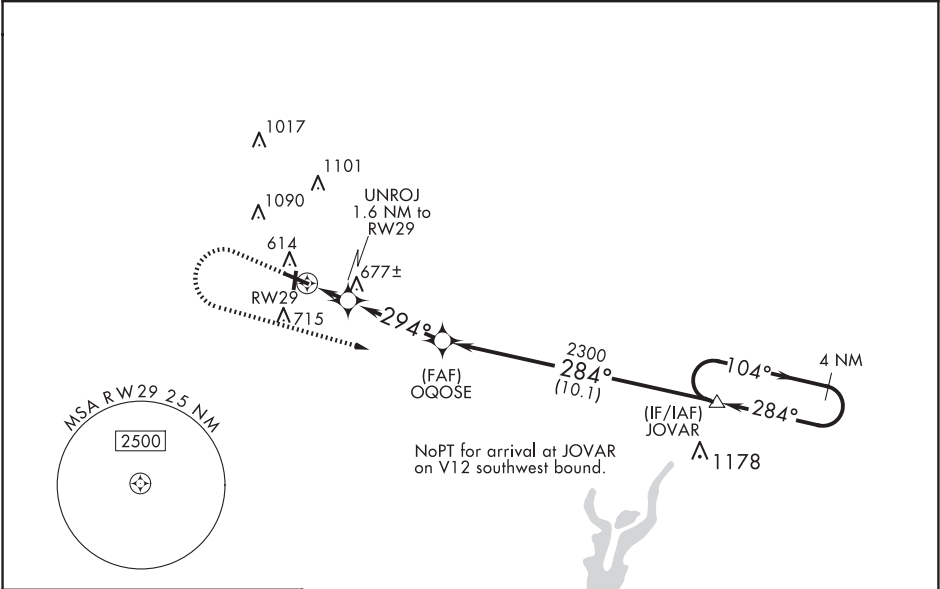 1017
1101
1090
UNROJ
1.6 NM to
RW29
614
677±
RW29
715
294°
(FAF)
OQOSE
2300
284°
(10.1)
104°
4 NM
284°
(IF/IAF)
JOVAR
1178
NoPT for arrival at JOVAR
on V12 southwest bound.
MSA RW29 25 NM
2500